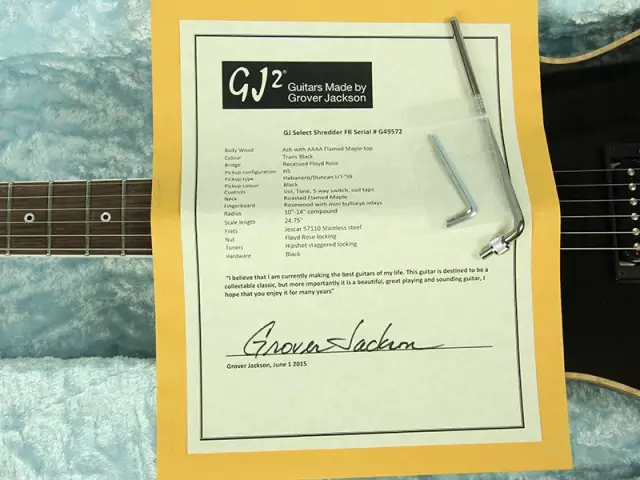 GJ2®
Guitars Made by
Grover Jackson
GJ Select Shredder FR Serial # G49572
Body Wood Ash with AAAA Flamed Maple top
Colour Trans Black
Bridge Recessed Floyd Rose
Pickup configuration HS
Pickup type Habanero/Duncan Li'l '59
Pickup colour Black
Controls Vol, Tone, 5 way switch, coil taps
Neck Roasted Flamed Maple
Fingerboard Rosewood with mini bullseye inlays
Radius 10"-14" compound
Scale length 24.75"
Frets Jescar 57110 Stainless steel
Nut Floyd Rose locking
Tuners Hipshot staggered locking
Hardware Black
"I believe that I am currently making the best guitars of my life. This guitar is destined to be a
collectable classic, but more importantly it is a beautiful, great playing and sounding guitar, I
hope that you enjoy it for many years"
Grover Jackson
Grover Jackson, June 1 2015